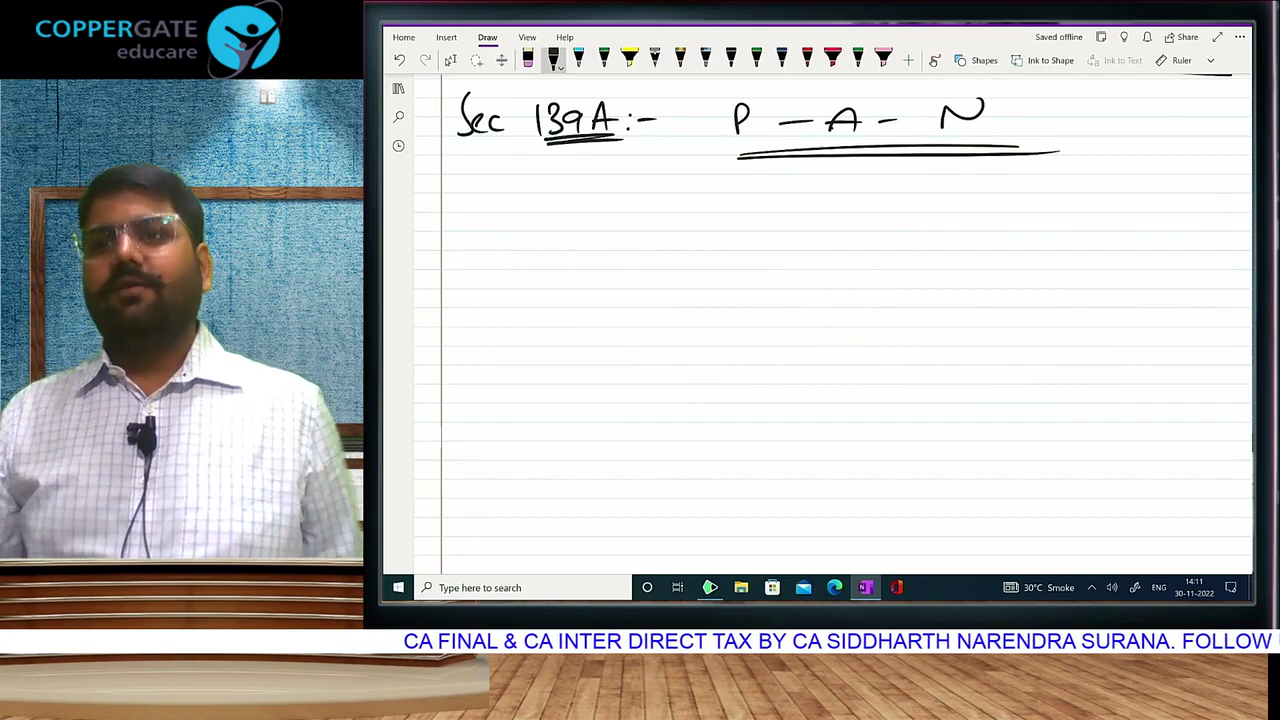 COPPERGATE
educare
Home Insert Draw View Help Saved offline Share
Shapes Ink to Shape Ink to Text Ruler
Sec 139A:- P - A - N
Type here to search 30°C Smoke ENG 14:11
30-11-2022
CA FINAL & CA INTER DIRECT TAX BY CA SIDDHARTH NARENDRA SURANA. FOLLOW